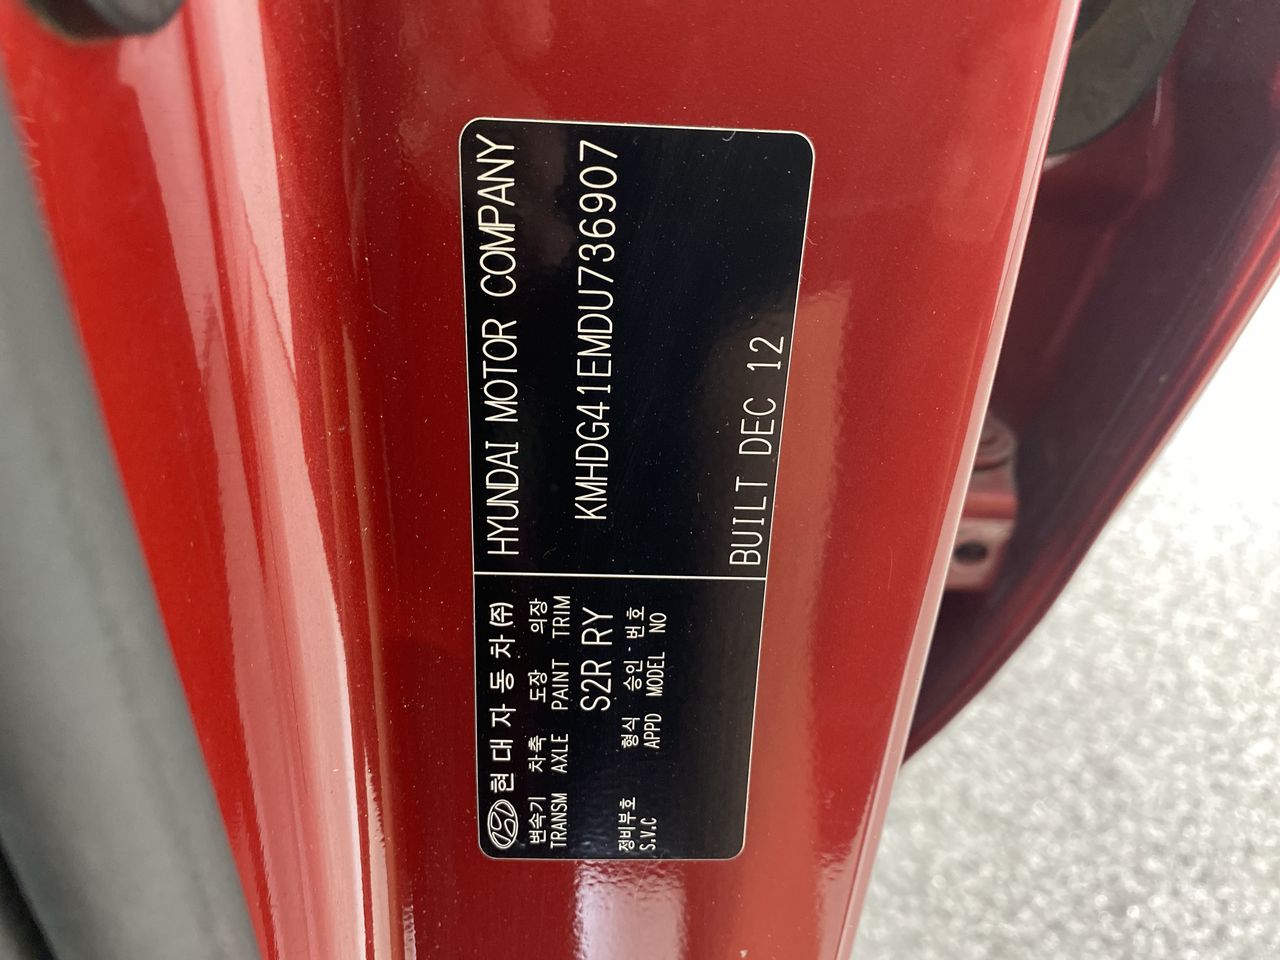 현대자동차(주)
변속기 차축 도장 의장
TRANSM AXLE PAINT TRIM
S2R RY
정비부호 형식 승인·번호
S.V.C APPD MODEL NO
HYUNDAI MOTOR COMPANY
KMHDG41EMDU736907
BUILT DEC 12